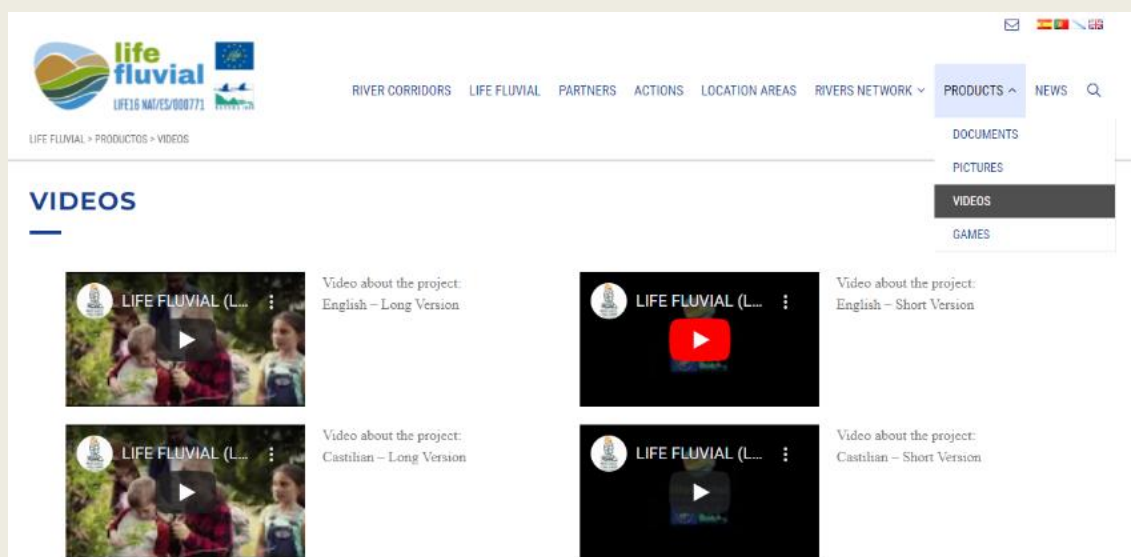 life
fluvial
LIFE16 NAT/ES/000771
RIVER CORRIDORS LIFE FLUVIAL PARTNERS ACTIONS LOCATION AREAS RIVERS NETWORK PRODUCTS NEWS
LIFE FLUVIAL > PRODUCTOS > VIDEOS
DOCUMENTS
PICTURES
VIDEOS
GAMES
VIDEOS
LIFE FLUVIAL (L...
Video about the project:
English – Long Version
LIFE FLUVIAL (L...
Video about the project:
English – Short Version
LIFE FLUVIAL (L...
Video about the project:
Castilian – Long Version
LIFE FLUVIAL (L...
Video about the project:
Castilian – Short Version